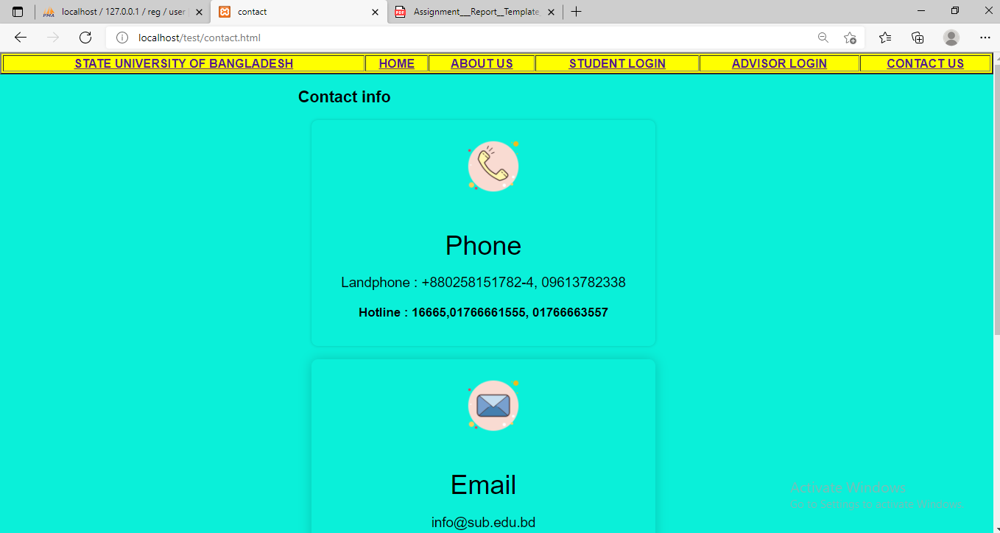 localhost / 127.0.0.1 / reg / user
contact
Assignment__Report__Template
localhost/test/contact.html
STATE UNIVERSITY OF BANGLADESH
HOME
ABOUT US
STUDENT LOGIN
ADVISOR LOGIN
CONTACT US
Contact info
Phone
Landphone : +880258151782-4, 09613782338
Hotline : 16665,01766661555, 01766663557
Email
info@sub.edu.bd
Activate Windows
Go to Settings to activate Windows.